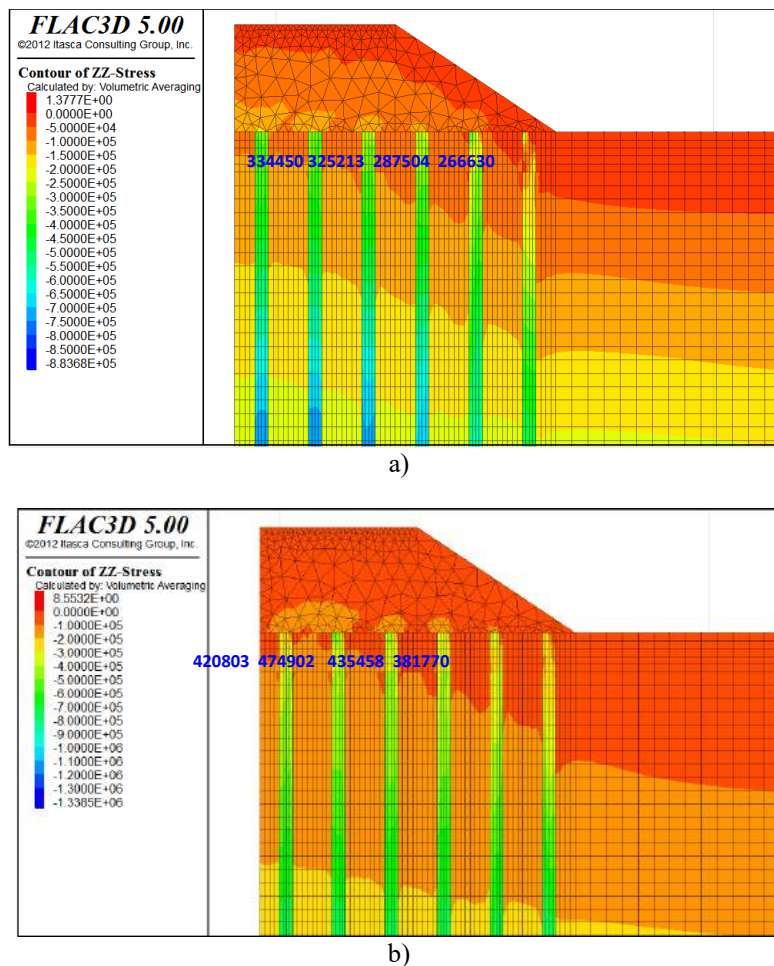 FLAC3D 5.00
©2012 Itasca Consulting Group, Inc.
Contour of ZZ-Stress
Calculated by: Volumetric Averaging
1.3777E+00
0.0000E+00
-5.0000E+04
-1.0000E+05
-1.5000E+05
-2.0000E+05
-2.5000E+05
-3.0000E+05
-3.5000E+05
-4.0000E+05
-4.5000E+05
-5.0000E+05
-5.5000E+05
-6.0000E+05
-6.5000E+05
-7.0000E+05
-7.5000E+05
-8.0000E+05
-8.5000E+05
-8.8368E+05
334450 325213 287504 266630
a)
FLAC3D 5.00
©2012 Itasca Consulting Group, Inc.
Contour of ZZ-Stress
Calculated by: Volumetric Averaging
8.5532E+00
0.0000E+00
-1.0000E+05
-2.0000E+05
-3.0000E+05
-4.0000E+05
-5.0000E+05
-6.0000E+05
-7.0000E+05
-8.0000E+05
-9.0000E+05
-1.0000E+06
-1.1000E+06
-1.2000E+06
-1.3000E+06
-1.3385E+06
420803 474902 435458 381770
b)